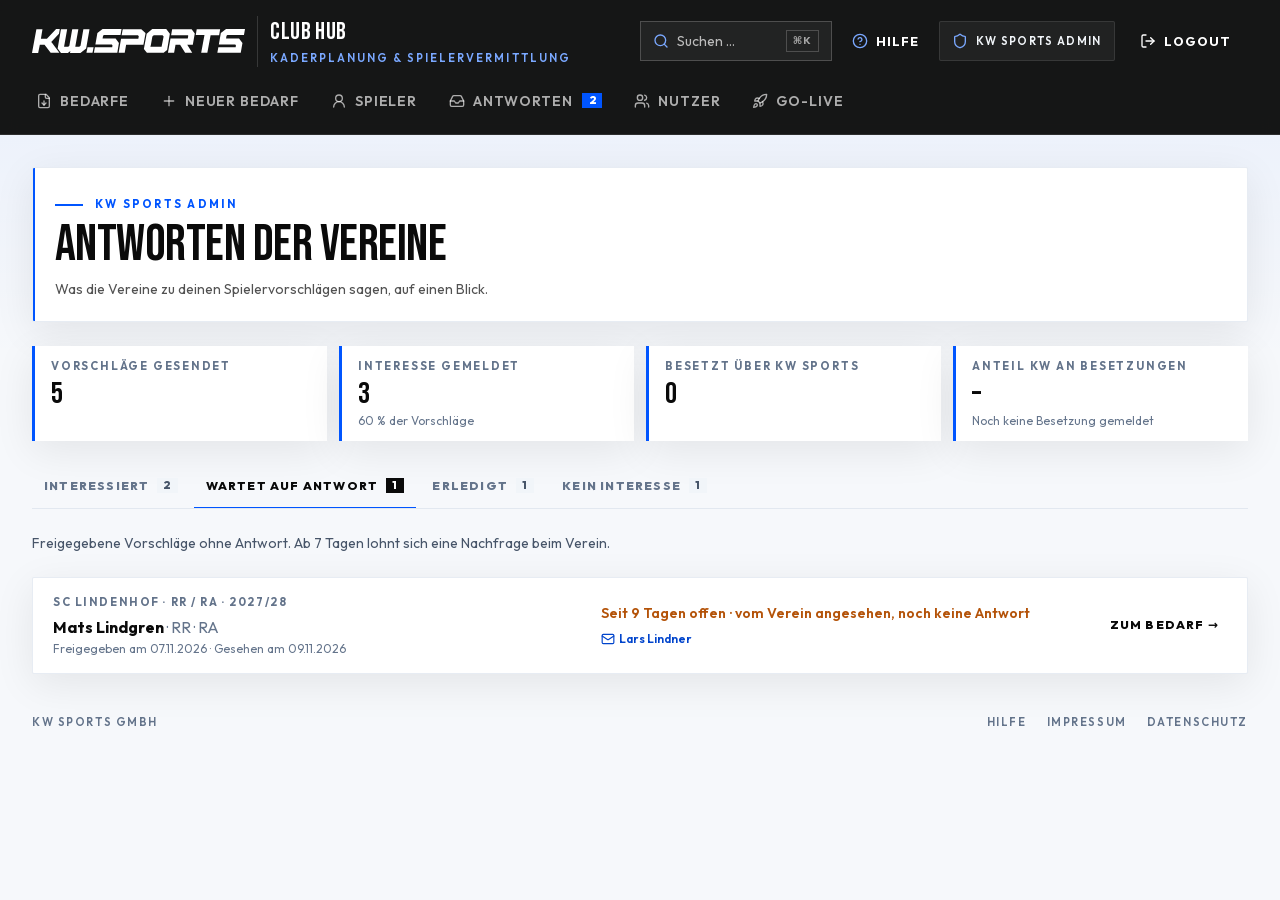 KW.SPORTS
CLUB HUB
KADERPLANUNG & SPIELERVERMITTLUNG
Suchen ...
⌘K
HILFE
KW SPORTS ADMIN
LOGOUT
BEDARFE
NEUER BEDARF
SPIELER
ANTWORTEN 2
NUTZER
GO-LIVE
KW SPORTS ADMIN
ANTWORTEN DER VEREINE
Was die Vereine zu deinen Spielervorschlägen sagen, auf einen Blick.
VORSCHLÄGE GESENDET
5
INTERESSE GEMELDET
3
60 % der Vorschläge
BESETZT ÜBER KW SPORTS
0
ANTEIL KW AN BESETZUNGEN
–
Noch keine Besetzung gemeldet
INTERESSIERT 2
WARTET AUF ANTWORT 1
ERLEDIGT 1
KEIN INTERESSE 1
Freigegebene Vorschläge ohne Antwort. Ab 7 Tagen lohnt sich eine Nachfrage beim Verein.
SC LINDENHOF · RR / RA · 2027/28
Mats Lindgren · RR · RA
Freigegeben am 07.11.2026 · Gesehen am 09.11.2026
Seit 9 Tagen offen · vom Verein angesehen, noch keine Antwort
Lars Lindner
ZUM BEDARF →
KW SPORTS GMBH
HILFE
IMPRESSUM
DATENSCHUTZ